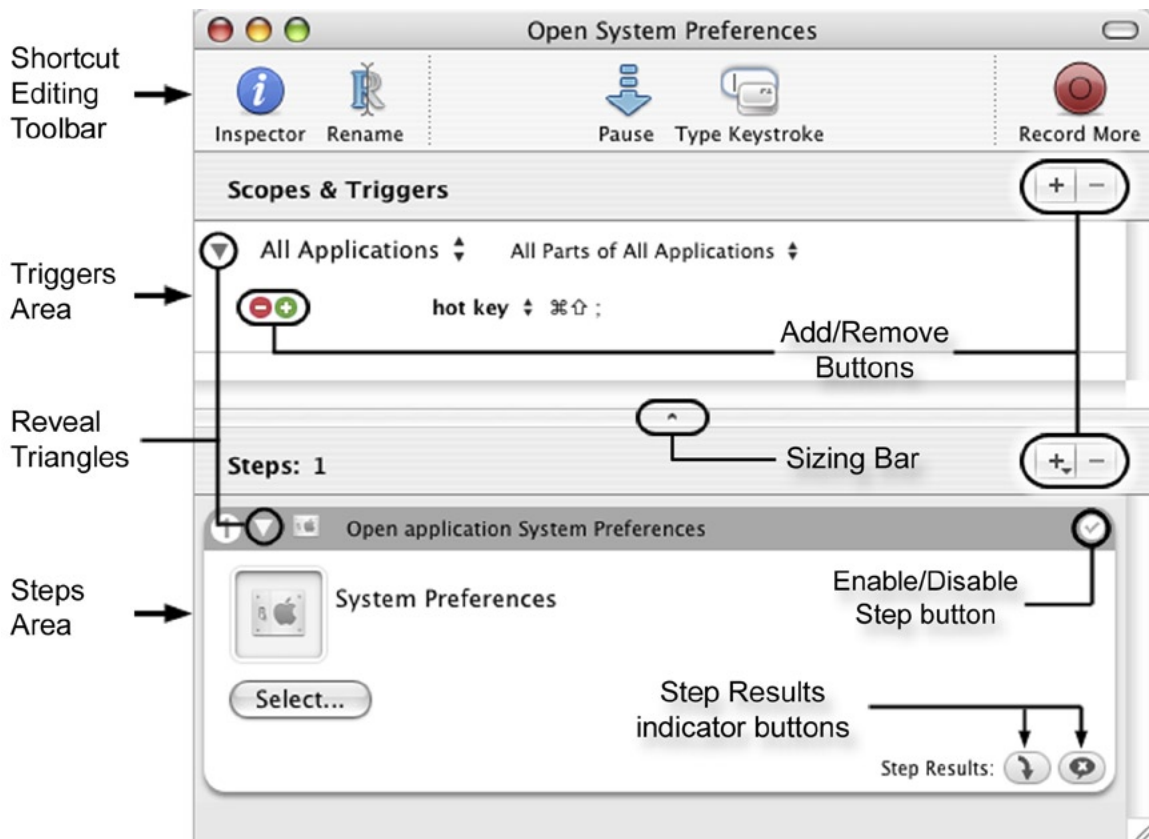 Open System Preferences
Shortcut
Editing
Toolbar
Inspector Rename Pause Type Keystroke Record More
Scopes & Triggers + −
Triggers
Area
All Applications All Parts of All Applications
hot key ⌘⇧ ;
Add/Remove
Buttons
Reveal
Triangles
Sizing Bar
Steps: 1 + −
1 Open application System Preferences
Steps
Area
System Preferences
Enable/Disable
Step button
Select...
Step Results
indicator buttons
Step Results: